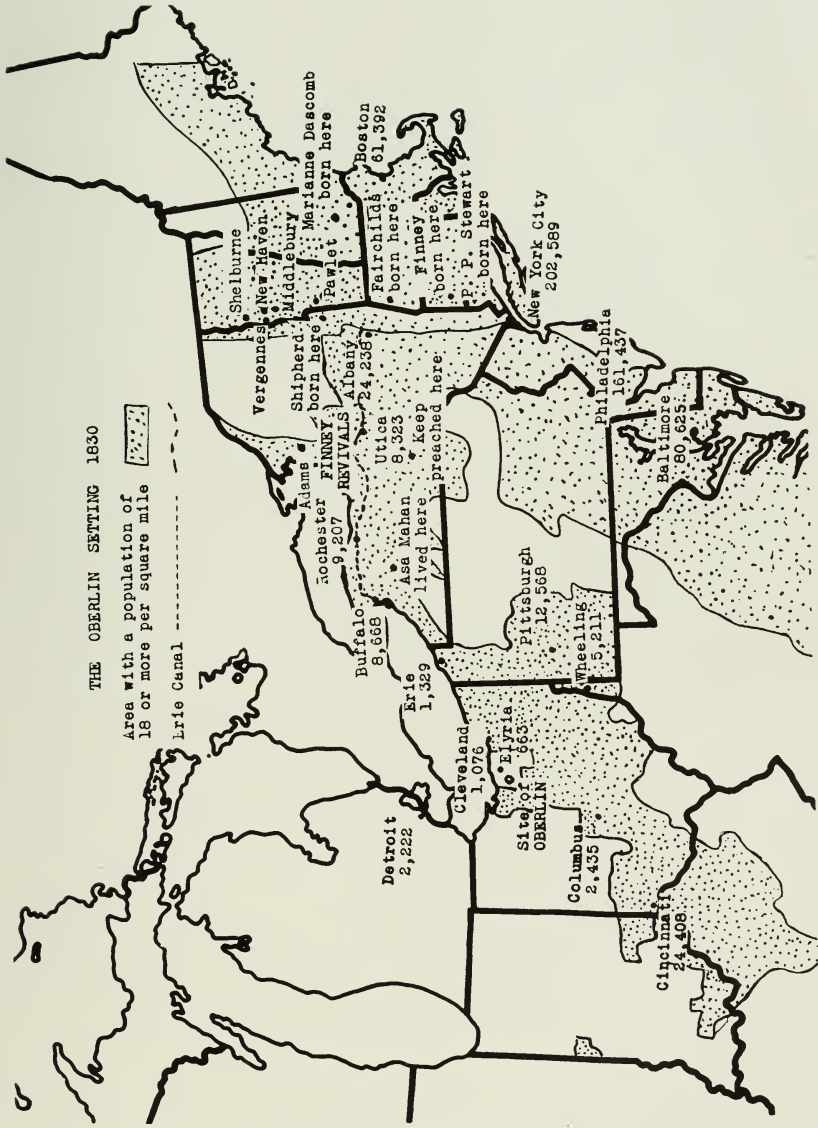 THE OBERLIN SETTING 1830
Area with a population of
18 or more per square mile
Erie Canal
Shelburne
Vergennes
New Haven
Middlebury
Marianne Dascomb
born here
Pawlet
Shipherd
born here
Boston
61,392
Fairchilds
born here
Finney
born here
P. P. Stewart
born here
Albany
24,238
Adams
FINNEY
REVIVALS
Rochester
9,207
Utica
8,323
Keep
preached here
Asa Mahan
lived here
New York City
202,589
Buffalo
8,668
Erie
1,329
Philadelphia
161,437
Baltimore
80,625
Pittsburgh
12,568
Wheeling
5,211
Cleveland
1,076
Elyria
663
Site of
OBERLIN
Detroit
2,222
Columbus
2,435
Cincinnati
24,408